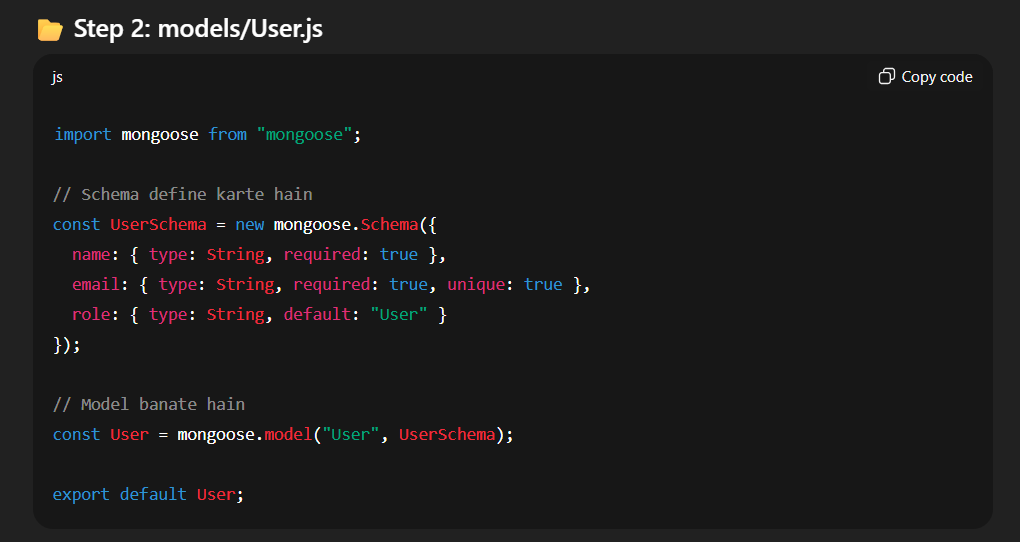 Step 2: models/User.js
js
Copy code
import mongoose from "mongoose";
// Schema define karte hain
const UserSchema = new mongoose.Schema({
  name: { type: String, required: true },
  email: { type: String, required: true, unique: true },
  role: { type: String, default: "User" }
});
// Model banate hain
const User = mongoose.model("User", UserSchema);
export default User;